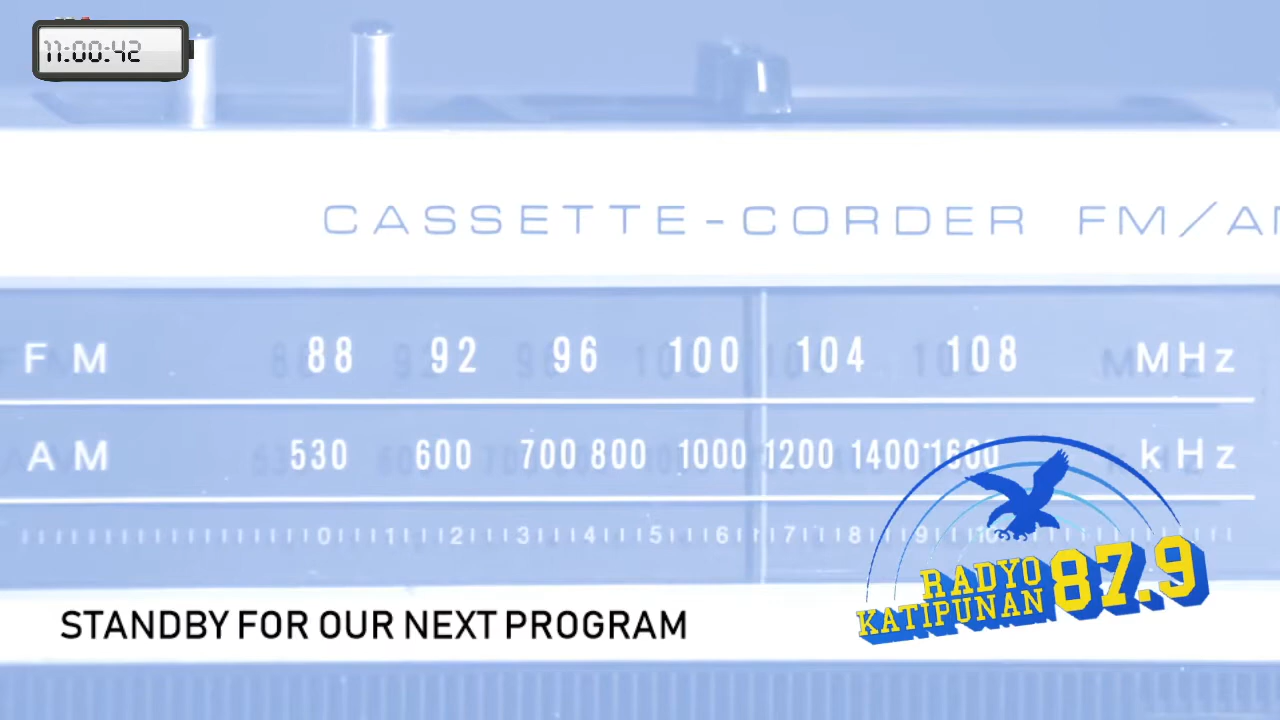 11:00:42
CASSETTE-CORDER FM/A
FM 88 92 96 100 104 108 MHz
AM 530 600 700 800 1000 1200 1400 1600 kHz
0 1 2 3 4 5 6 7 8 9 10
STANDBY FOR OUR NEXT PROGRAM
RADYO
KATIPUNAN
87.9